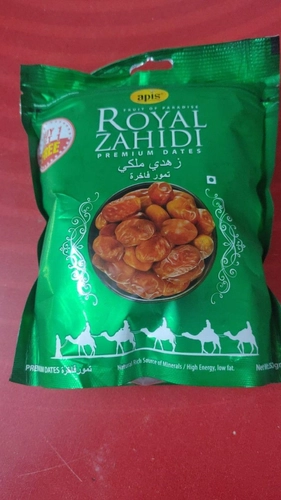 apis
FRUIT OF PARADISE
ROYAL
ZAHIDI
PREMIUM DATES
زهدي ملكي
تمور فاخرة
FREE
PREMIUM DATES تمور فاخرة
Natural Rich Source of Minerals / High Energy, low fat.